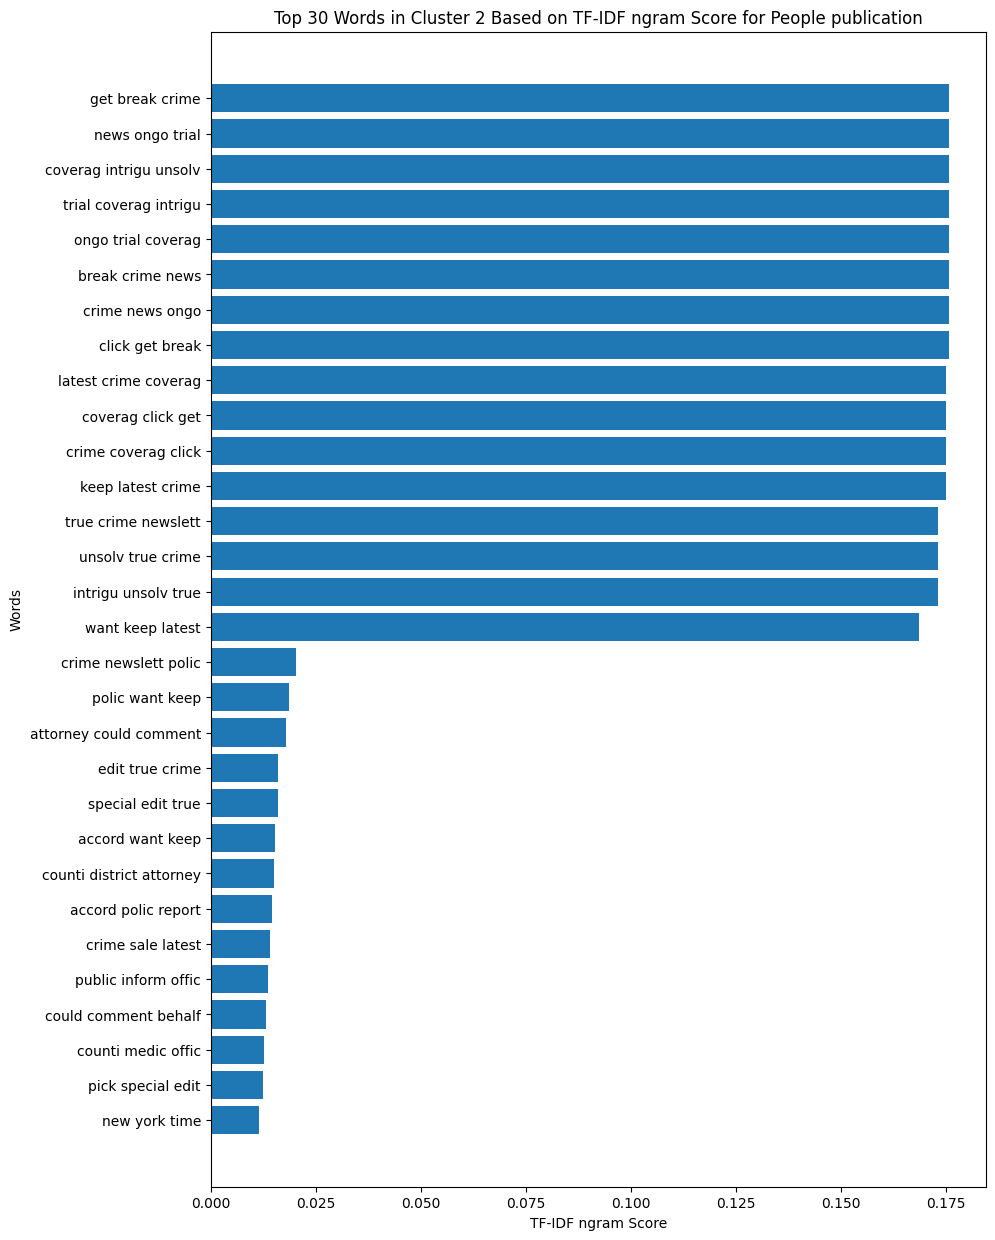 Top 30 Words in Cluster 2 Based on TF-IDF ngram Score for People publication
get break crime
news ongo trial
coverag intrigu unsolv
trial coverag intrigu
ongo trial coverag
break crime news
crime news ongo
click get break
latest crime coverag
coverag click get
crime coverag click
keep latest crime
true crime newslett
unsolv true crime
intrigu unsolv true
want keep latest
crime newslett polic
polic want keep
attorney could comment
edit true crime
special edit true
accord want keep
counti district attorney
accord polic report
crime sale latest
public inform offic
could comment behalf
counti medic offic
pick special edit
new york time
Words
0.000 0.025 0.050 0.075 0.100 0.125 0.150 0.175
TF-IDF ngram Score